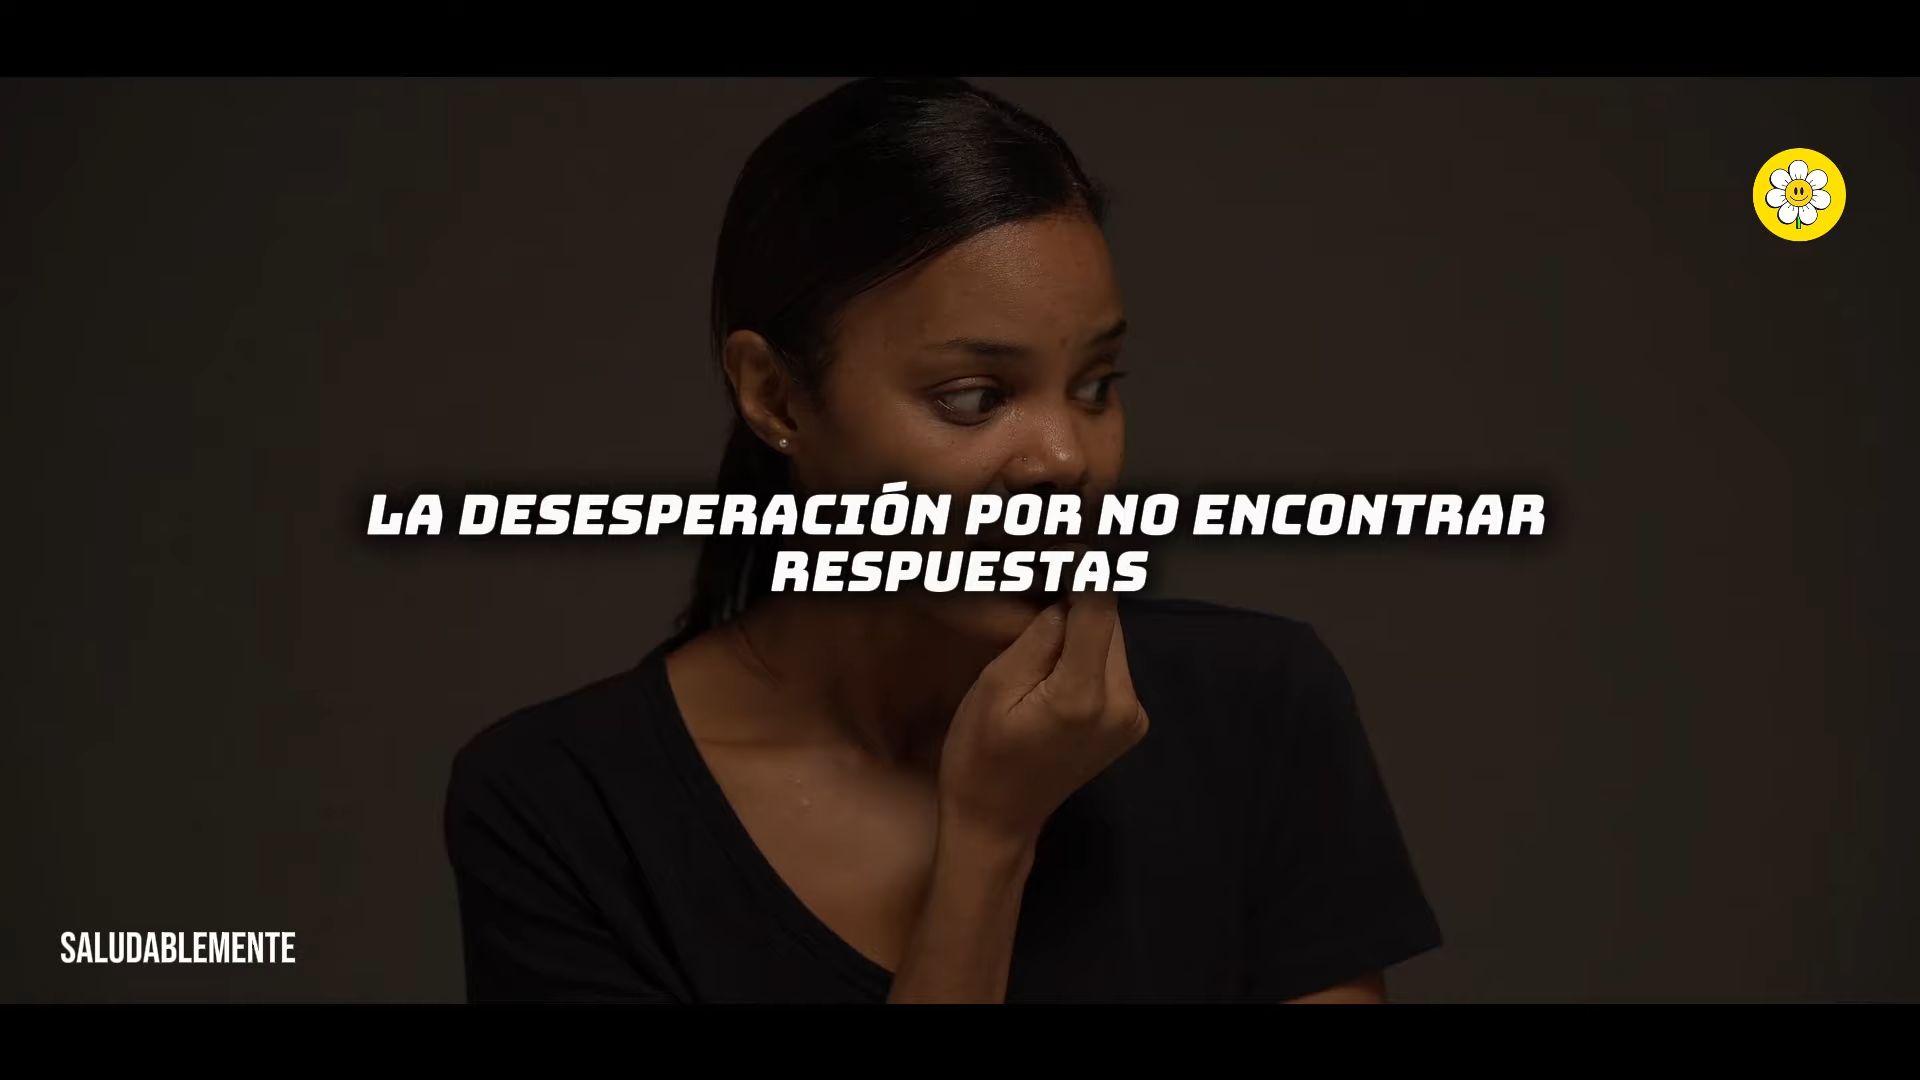 LA DESESPERACIÓN POR NO ENCONTRAR
RESPUESTAS
SALUDABLEMENTE